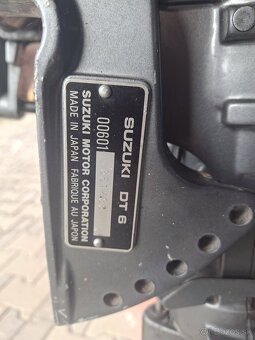 SUZUKI DT 6
00601
SUZUKI MOTOR CORPORATION
MADE IN JAPAN FABRIQUE AU JAPON